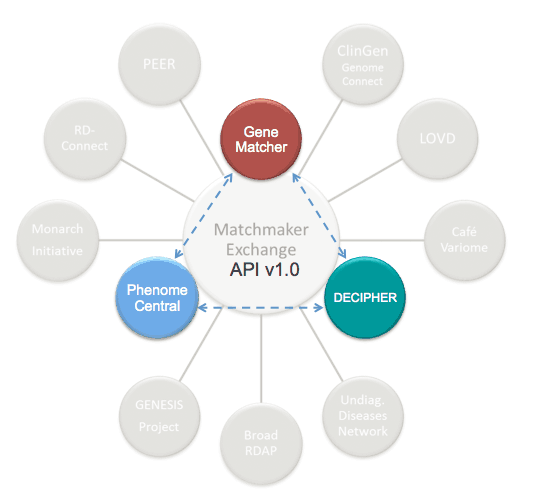 PEER
ClinGen
Genome
Connect
Gene
Matcher
RD-
Connect
LOVD
Matchmaker
Exchange
API v1.0
Monarch
Initiative
Café
Variome
Phenome
Central
DECIPHER
GENESIS
Project
Broad
RDAP
Undiag.
Diseases
Network